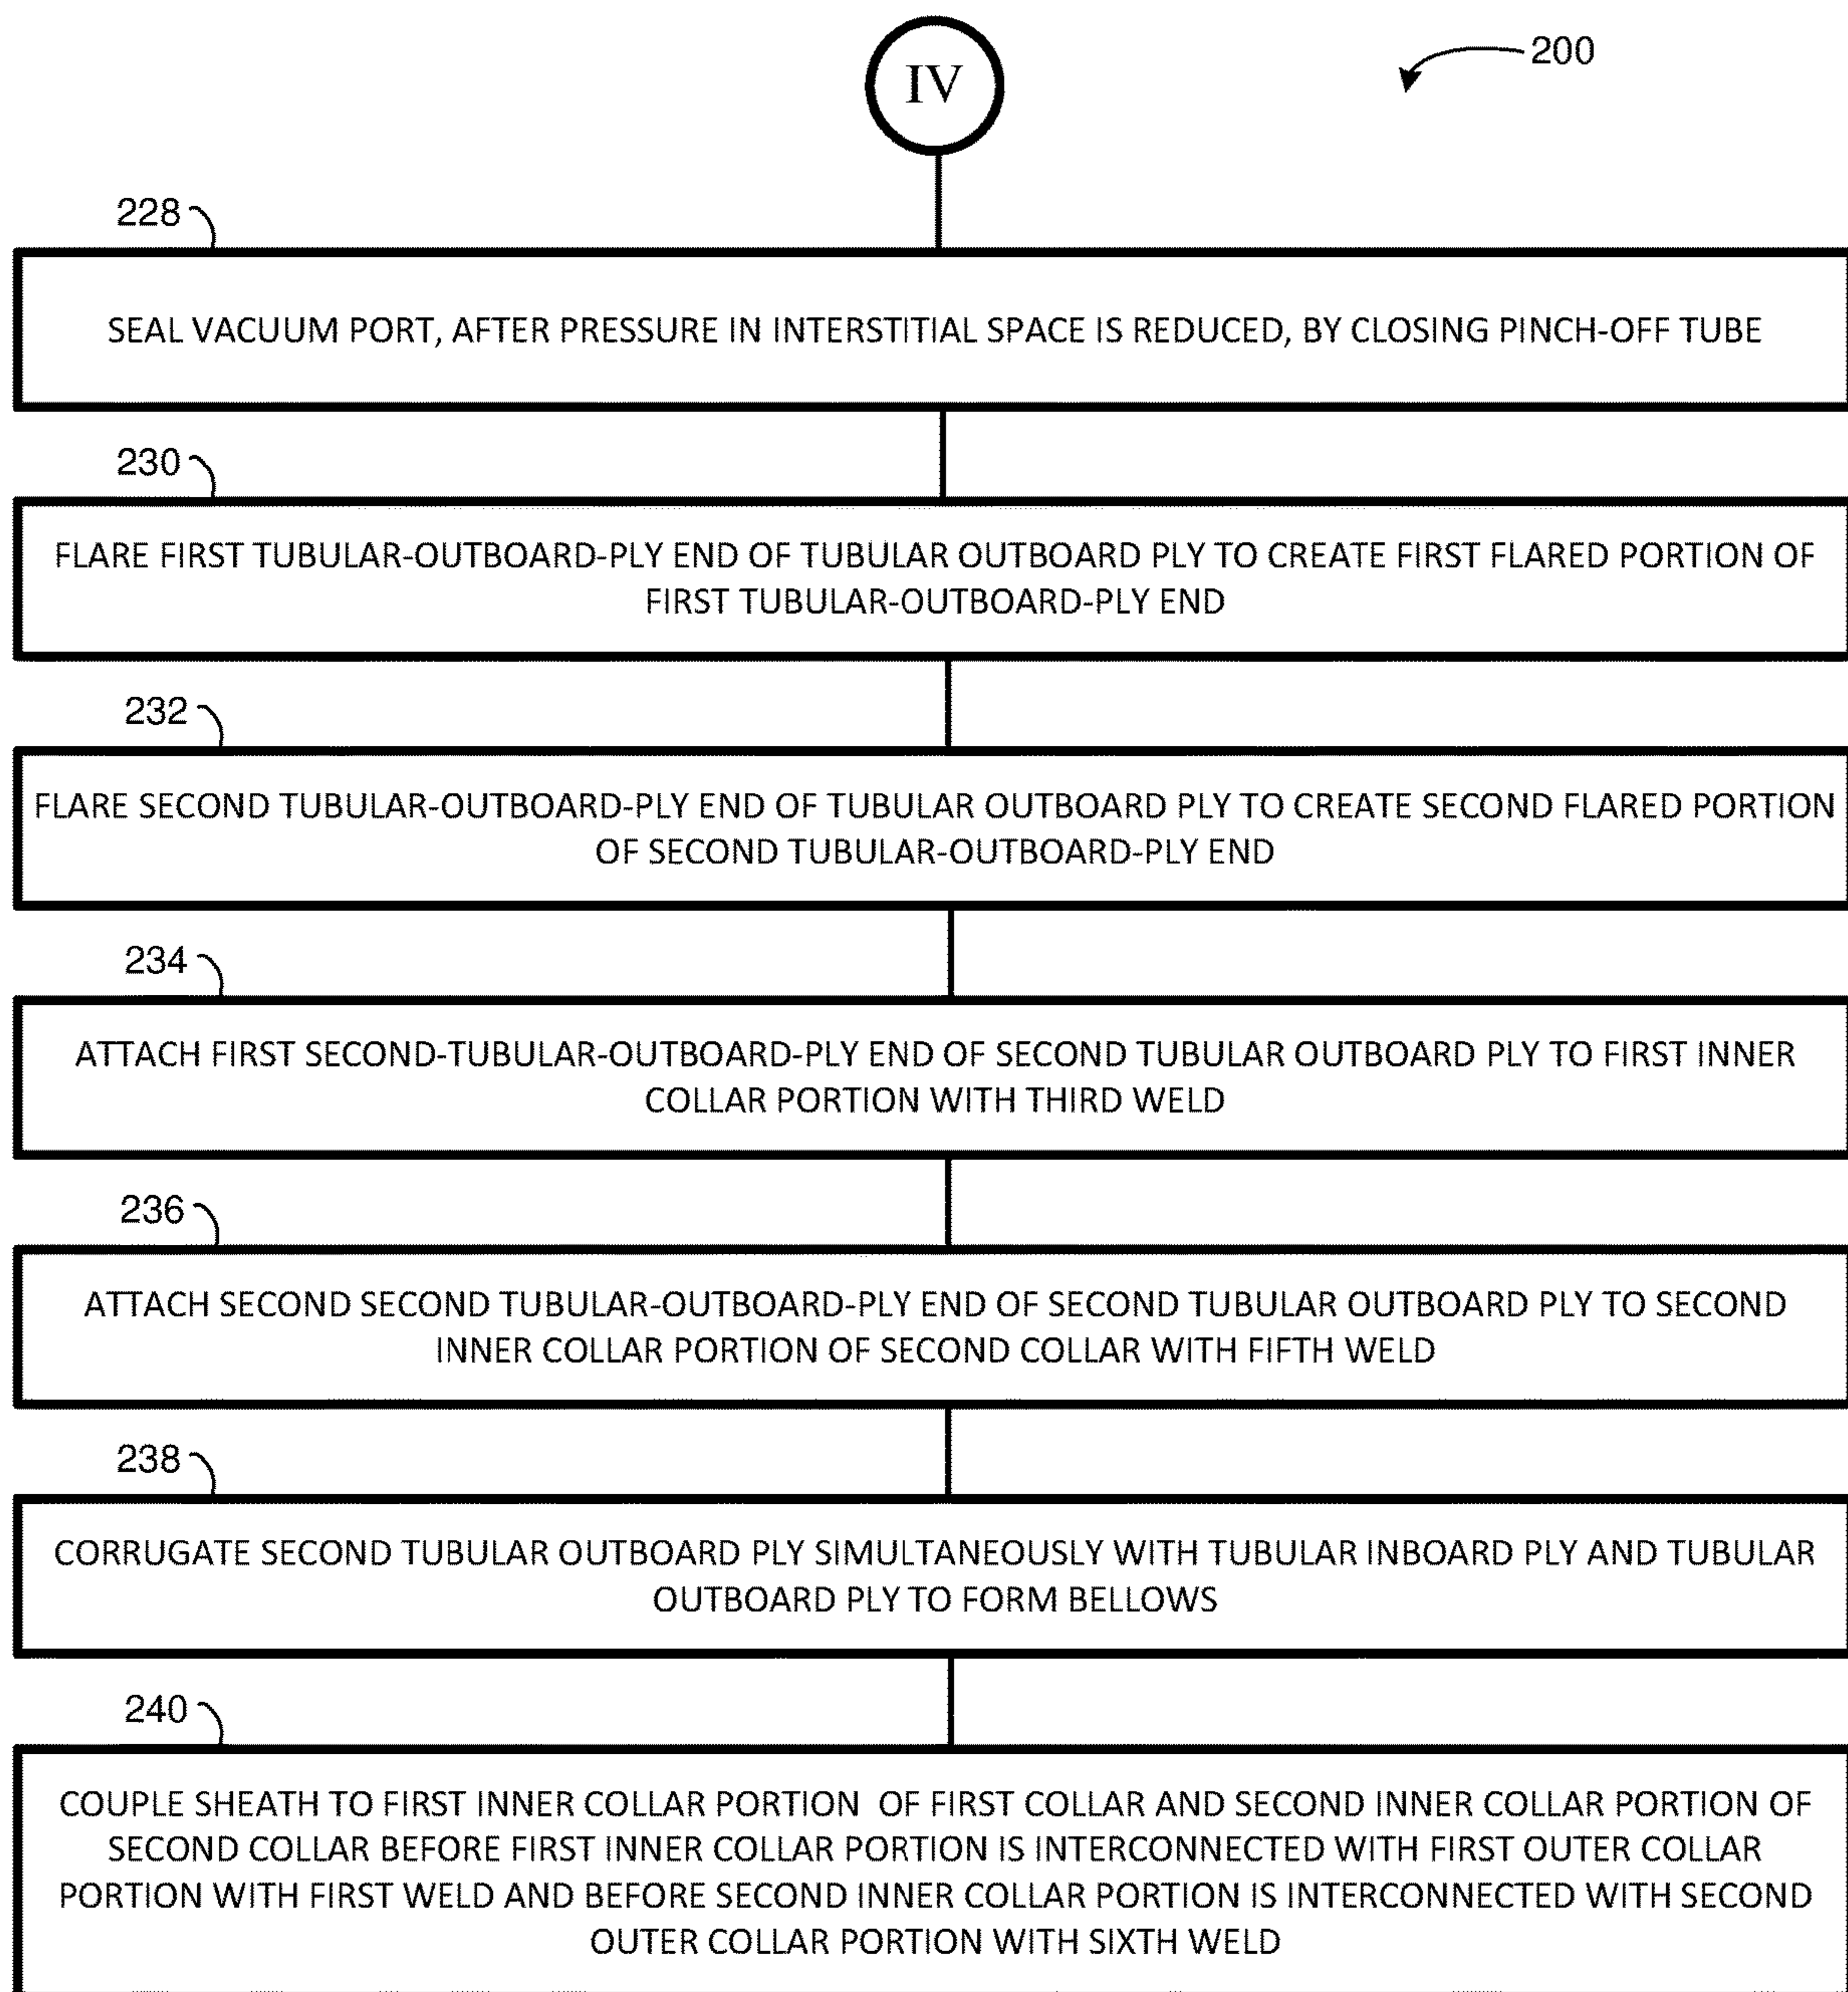 IV
200
228
SEAL VACUUM PORT, AFTER PRESSURE IN INTERSTITIAL SPACE IS REDUCED, BY CLOSING PINCH-OFF TUBE
230
FLARE FIRST TUBULAR-OUTBOARD-PLY END OF TUBULAR OUTBOARD PLY TO CREATE FIRST FLARED PORTION OF
FIRST TUBULAR-OUTBOARD-PLY END
232
FLARE SECOND TUBULAR-OUTBOARD-PLY END OF TUBULAR OUTBOARD PLY TO CREATE SECOND FLARED PORTION
OF SECOND TUBULAR-OUTBOARD-PLY END
234
ATTACH FIRST SECOND-TUBULAR-OUTBOARD-PLY END OF SECOND TUBULAR OUTBOARD PLY TO FIRST INNER
COLLAR PORTION WITH THIRD WELD
236
ATTACH SECOND SECOND TUBULAR-OUTBOARD-PLY END OF SECOND TUBULAR OUTBOARD PLY TO SECOND
INNER COLLAR PORTION OF SECOND COLLAR WITH FIFTH WELD
238
CORRUGATE SECOND TUBULAR OUTBOARD PLY SIMULTANEOUSLY WITH TUBULAR INBOARD PLY AND TUBULAR
OUTBOARD PLY TO FORM BELLOWS
240
COUPLE SHEATH TO FIRST INNER COLLAR PORTION OF FIRST COLLAR AND SECOND INNER COLLAR PORTION OF
SECOND COLLAR BEFORE FIRST INNER COLLAR PORTION IS INTERCONNECTED WITH FIRST OUTER COLLAR
PORTION WITH FIRST WELD AND BEFORE SECOND INNER COLLAR PORTION IS INTERCONNECTED WITH SECOND
OUTER COLLAR PORTION WITH SIXTH WELD